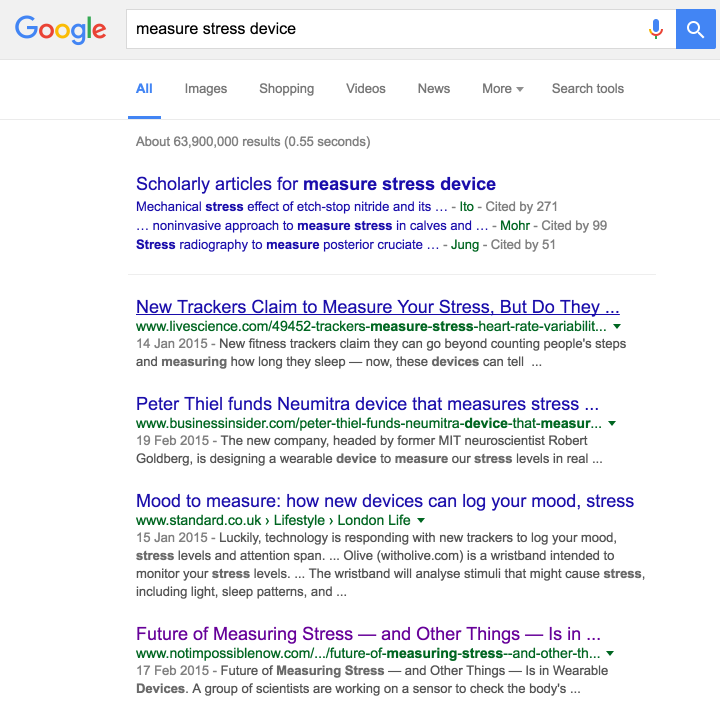 Google
measure stress device
All Images Shopping Videos News More Search tools
About 63,900,000 results (0.55 seconds)
Scholarly articles for measure stress device
Mechanical stress effect of etch-stop nitride and its ... - Ito - Cited by 271
... noninvasive approach to measure stress in calves and ... - Mohr - Cited by 99
Stress radiography to measure posterior cruciate ... - Jung - Cited by 51
New Trackers Claim to Measure Your Stress, But Do They ...
www.livescience.com/49452-trackers-measure-stress-heart-rate-variabilit...
14 Jan 2015 - New fitness trackers claim they can go beyond counting people's steps
and measuring how long they sleep — now, these devices can tell ...
Peter Thiel funds Neumitra device that measures stress ...
www.businessinsider.com/peter-thiel-funds-neumitra-device-that-measur...
19 Feb 2015 - The new company, headed by former MIT neuroscientist Robert
Goldberg, is designing a wearable device to measure our stress levels in real ...
Mood to measure: how new devices can log your mood, stress
www.standard.co.uk › Lifestyle › London Life
15 Jan 2015 - Luckily, technology is responding with new trackers to log your mood,
stress levels and attention span. ... Olive (witholive.com) is a wristband intended to
monitor your stress levels. ... The wristband will analyse stimuli that might cause stress,
including light, sleep patterns, and ...
Future of Measuring Stress — and Other Things — Is in ...
www.notimpossiblenow.com/.../future-of-measuring-stress--and-other-th...
17 Feb 2015 - Future of Measuring Stress — and Other Things — Is in Wearable
Devices. A group of scientists are working on a sensor to check the body's ...